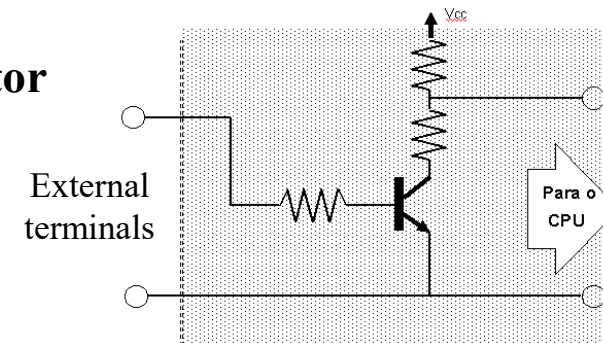 Vcc
tor
External
terminals
Para o
CPU